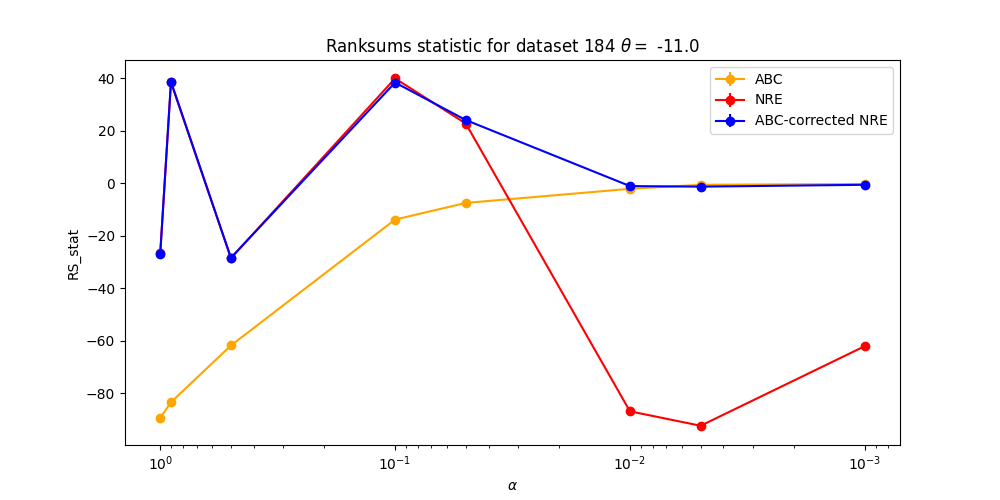 Ranksums statistic for dataset 184 θ = -11.0
ABC
NRE
ABC-corrected NRE
RS_stat
40
20
0
−20
−40
−60
−80
10⁰ 10⁻¹ 10⁻² 10⁻³
α